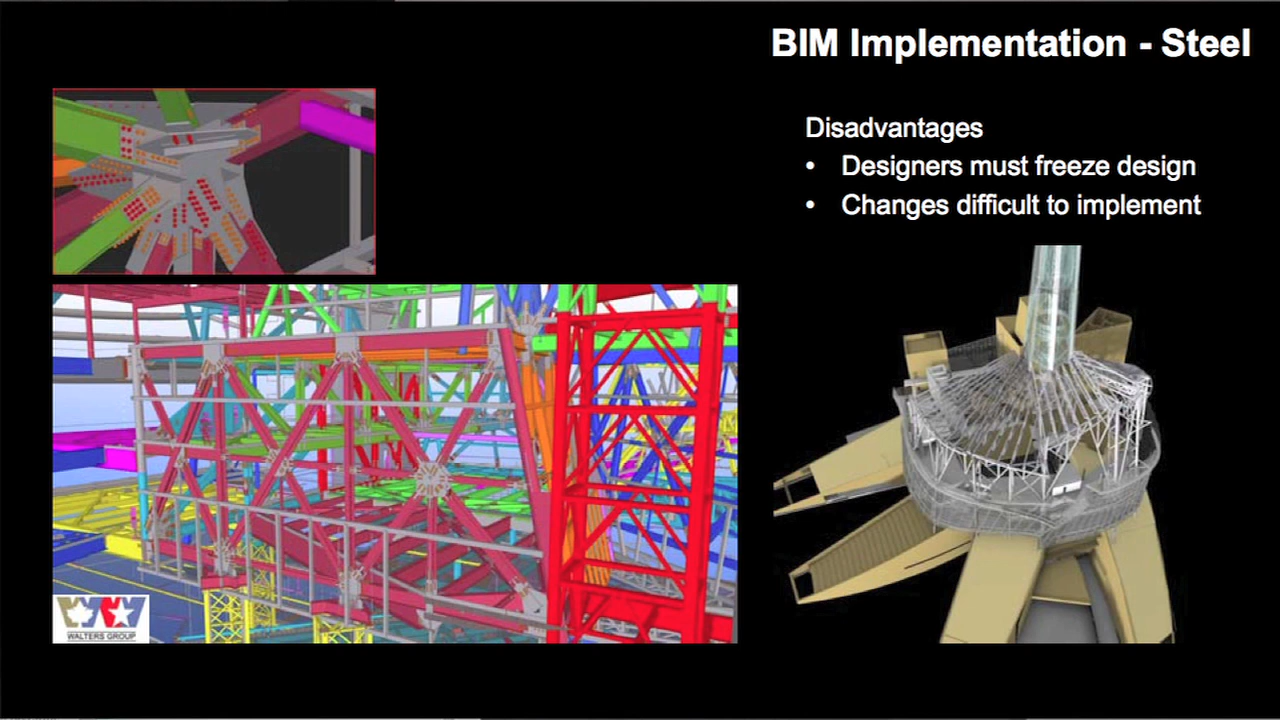 BIM Implementation - Steel
Disadvantages
• Designers must freeze design
• Changes difficult to implement
WALTERS GROUP